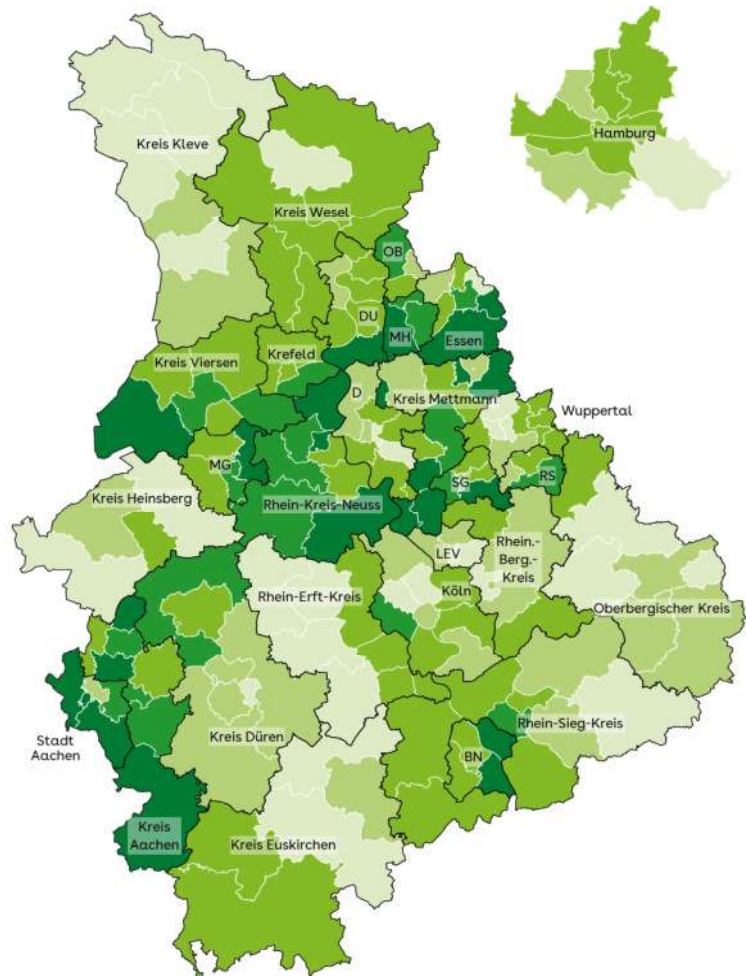 Hamburg
Kreis Kleve
Kreis Wesel
OB
DU
MH
Essen
Kreis Viersen
Krefeld
D
Kreis Mettmann
Wuppertal
MG
SG
RS
Kreis Heinsberg
Rhein-Kreis-Neuss
LEV
Rhein.-
Berg.-
Kreis
Rhein-Erft-Kreis
Köln
Oberbergischer Kreis
Stadt
Aachen
Kreis Düren
Rhein-Sieg-Kreis
BN
Kreis
Aachen
Kreis Euskirchen